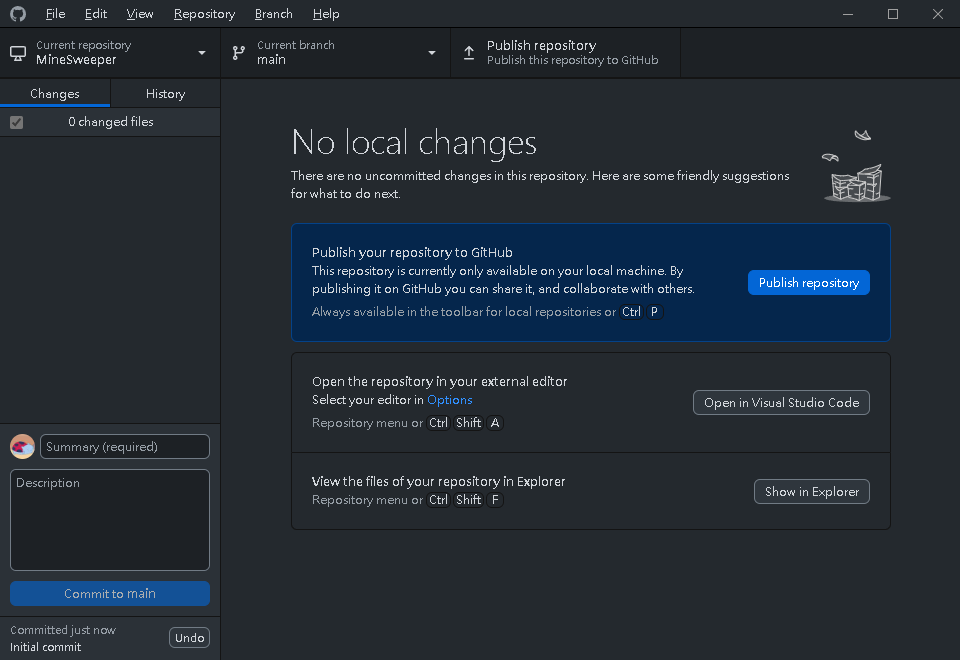 File Edit View Repository Branch Help
Current repository
MineSweeper
Current branch
main
Publish repository
Publish this repository to GitHub
Changes
History
0 changed files
No local changes
There are no uncommitted changes in this repository. Here are some friendly suggestions
for what to do next.
Publish your repository to GitHub
This repository is currently only available on your local machine. By
publishing it on GitHub you can share it, and collaborate with others.
Always available in the toolbar for local repositories or Ctrl P
Publish repository
Open the repository in your external editor
Select your editor in Options
Repository menu or Ctrl Shift A
Open in Visual Studio Code
View the files of your repository in Explorer
Repository menu or Ctrl Shift F
Show in Explorer
Summary (required)
Description
Commit to main
Committed just now
Initial commit
Undo